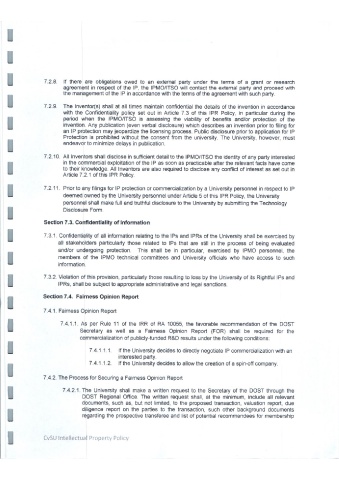 7.2.8. If there are obligations owed to an external party under the terms of a grant or research
agreement in respect of the IP, the IPMO/ITSO will contact the external party and proceed with
the management of the IP in accordance with the terms of the agreement with such party.
7.2.9. The inventor(s) shall at all times maintain confidential the details of the invention in accordance
with the Confidentiality policy set out in Article 7.3 of this IPR Policy, in particular during the
period when the IPMO/ITSO is assessing the viability of benefits and/or protection of the
invention. Any publication (even verbal disclosure) which describes an invention prior to filing for
an IP protection may jeopardize the licensing process. Public disclosure prior to application for IP
Protection is prohibited without the consent from the university. The University, however, must
endeavor to minimize delays in publication.
7.2.10. All Inventors shall disclose in sufficient detail to the IPMO/ITSO the identity of any party interested
in the commercial exploitation of the IP as soon as practicable after the relevant facts have come
to their knowledge. All Inventors are also required to disclose any conflict of interest as set out in
Article 7.2.1 of this IPR Policy.
7.2.11. Prior to any filings for IP protection or commercialization by a University personnel in respect to IP
deemed owned by the University personnel under Article 5 of this IPR Policy, the University
personnel shall make full and truthful disclosure to the University by submitting the Technology
Disclosure Form.
Section 7.3. Confidentiality of Information
7.3.1. Confidentiality of all information relating to the IPs and IPRs of the University shall be exercised by
all stakeholders particularly those related to IPs that are still in the process of being evaluated
and/or undergoing protection. This shall be in particular, exercised by IPMO personnel, the
members of the IPMO technical committees and University officials who have access to such
information.
7.3.2. Violation of this provision, particularly those resulting to loss by the University of its Rightful IPs and
IPRs, shall be subject to appropriate administrative and legal sanctions.
Section 7.4. Fairness Opinion Report
7.4.1. Fairness Opinion Report
7.4.1.1. As per Rule 11 of the IRR of RA 10055, the favorable recommendation of the DOST
Secretary as well as a Fairness Opinion Report (FOR) shall be required for the
commercialization of publicly-funded R&D results under the following conditions:
7.4.1.1.1. If the University decides to directly negotiate IP commercialization with an
interested party.
7.4.1.1.2. If the University decides to allow the creation of a spin-off company.
7.4.2. The Process for Securing a Fairness Opinion Report
7.4.2.1. The University shall make a written request to the Secretary of the DOST through the
DOST Regional Office. The written request shall, at the minimum, include all relevant
documents, such as, but not limited, to the proposed transaction, valuation report, due
diligence report on the parties to the transaction, such other background documents
regarding the prospective transferee and list of potential recommendees for membership
CvSU Intellectual Property Policy